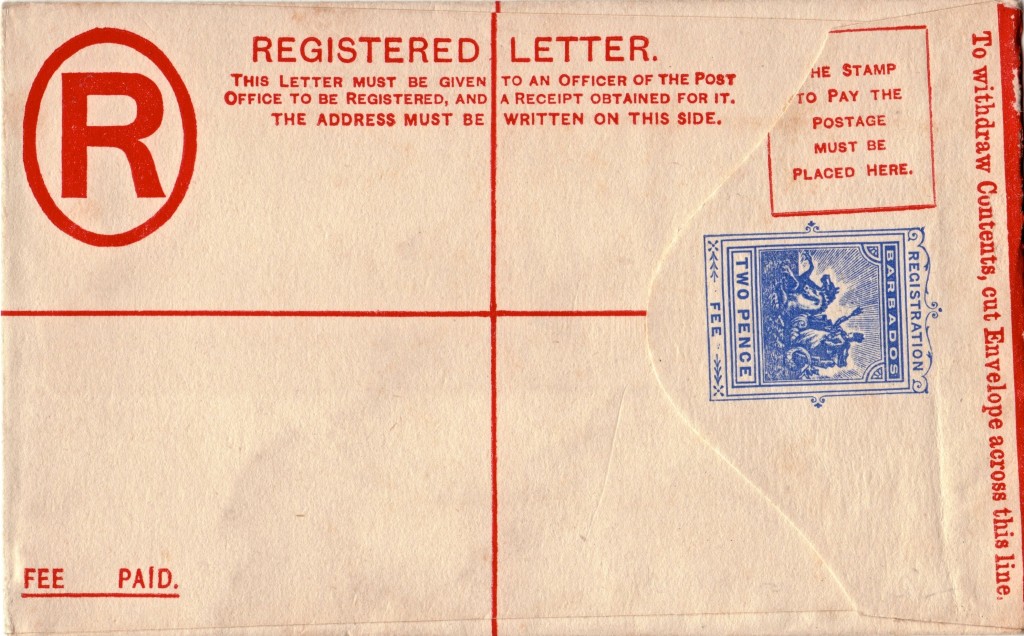 R
REGISTERED LETTER.
THIS LETTER MUST BE GIVEN TO AN OFFICER OF THE POST
OFFICE TO BE REGISTERED, AND A RECEIPT OBTAINED FOR IT.
THE ADDRESS MUST BE WRITTEN ON THIS SIDE.
HE STAMP
TO PAY THE
POSTAGE
MUST BE
PLACED HERE.
To withdraw Contents, cut Envelope across this line.
REGISTRATION
BARBADOS
TWO PENCE
FEE
FEE PAID.